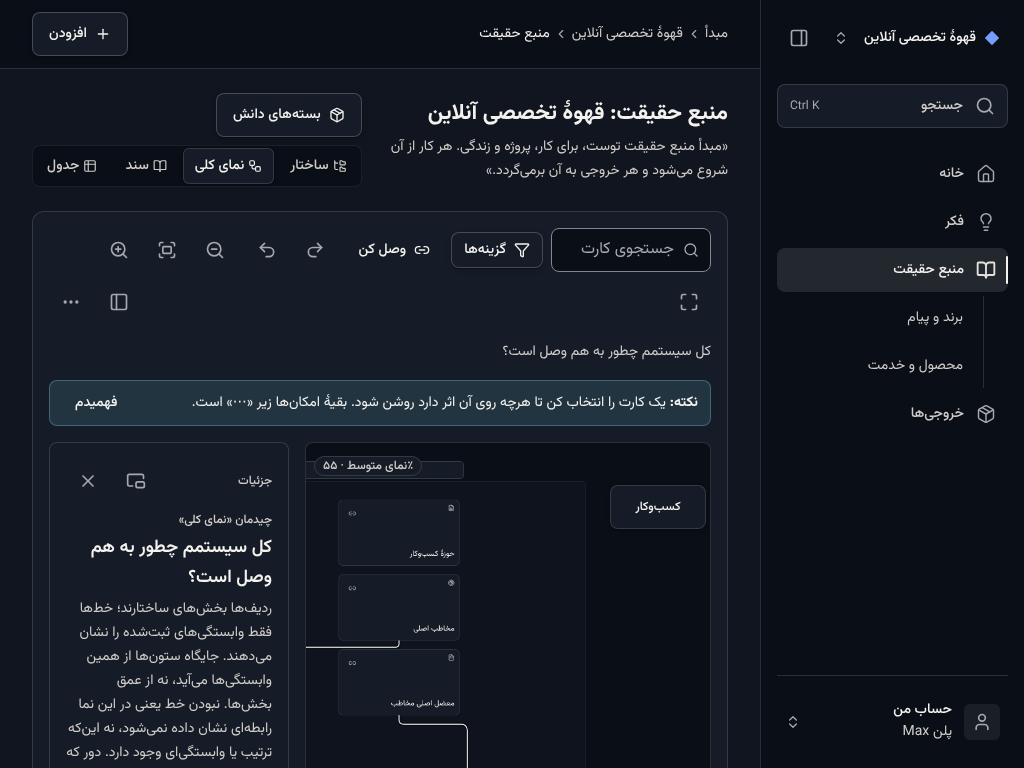 قهوهٔ تخصصی آنلاین
جستجو
Ctrl K
خانه
فکر
منبع حقیقت
برند و پیام
محصول و خدمت
خروجی‌ها
حساب من
پلن Max
مبدأ › قهوهٔ تخصصی آنلاین › منبع حقیقت
افزودن
منبع حقیقت: قهوهٔ تخصصی آنلاین
«مبدأ منبع حقیقت توست، برای کار، پروژه و زندگی. هر کار از آن
شروع می‌شود و هر خروجی به آن برمی‌گردد.»
بسته‌های دانش
ساختار
نمای کلی
سند
جدول
جستجوی کارت
گزینه‌ها
وصل کن
کل سیستمم چطور به هم وصل است؟
نکته: یک کارت را انتخاب کن تا هرچه روی آن اثر دارد روشن شود. بقیهٔ امکان‌ها زیر «⋯» است.
فهمیدم
نمای متوسط · ۵۵٪
کسب‌وکار
حوزهٔ کسب‌وکار
مخاطب اصلی
معضل اصلی مخاطب
جزئیات
چیدمان «نمای کلی»
کل سیستمم چطور به هم
وصل است؟
ردیف‌ها بخش‌های ساختارند؛ خط‌ها
فقط وابستگی‌های ثبت‌شده را نشان
می‌دهند. جایگاه ستون‌ها از همین
وابستگی‌ها می‌آید، نه از عمق
بخش‌ها. نبودن خط یعنی در این نما
رابطه‌ای نشان داده نمی‌شود، نه این‌که
ترتیب یا وابستگی‌ای وجود دارد. دور که